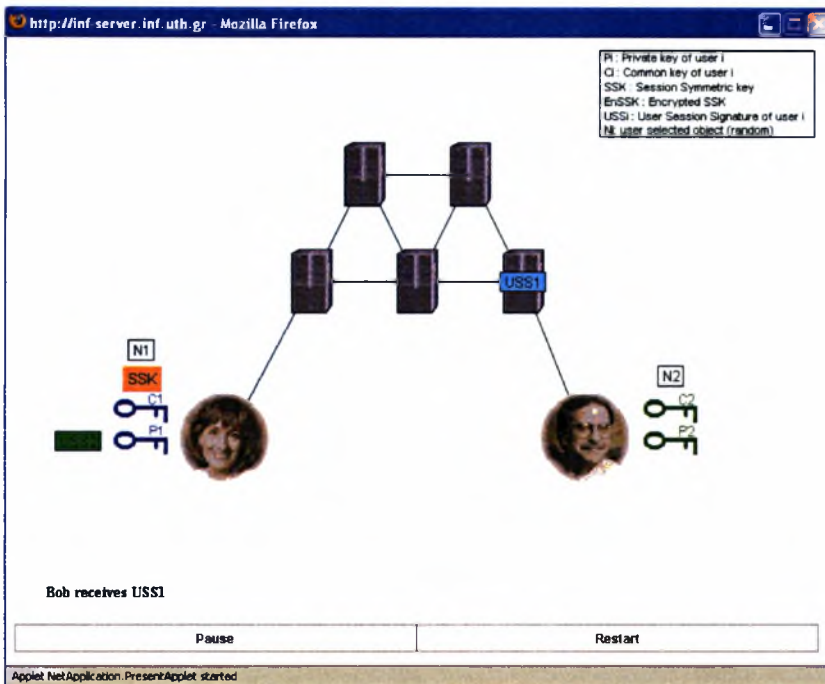 http://inf-server.inf.uth.gr - Mozilla Firefox
Pi : Private key of user i
Ci : Common key of user i
SSK : Session Symmetric key
EnSSK : Encrypted SSK
USSi : User Session Signature of user i
Ni: user selected object (random)
USS1
N1
SSK
C1
P1
N2
C2
P2
Bob receives USS1
Pause
Restart
Applet NetApplication.PresentApplet started